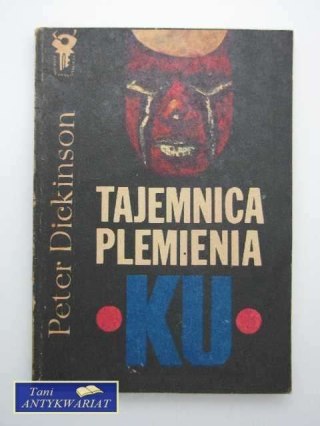 Peter Dickinson
TAJEMNICA
PLEMIENIA
•KU•
Tani
ANTYKWARIAT